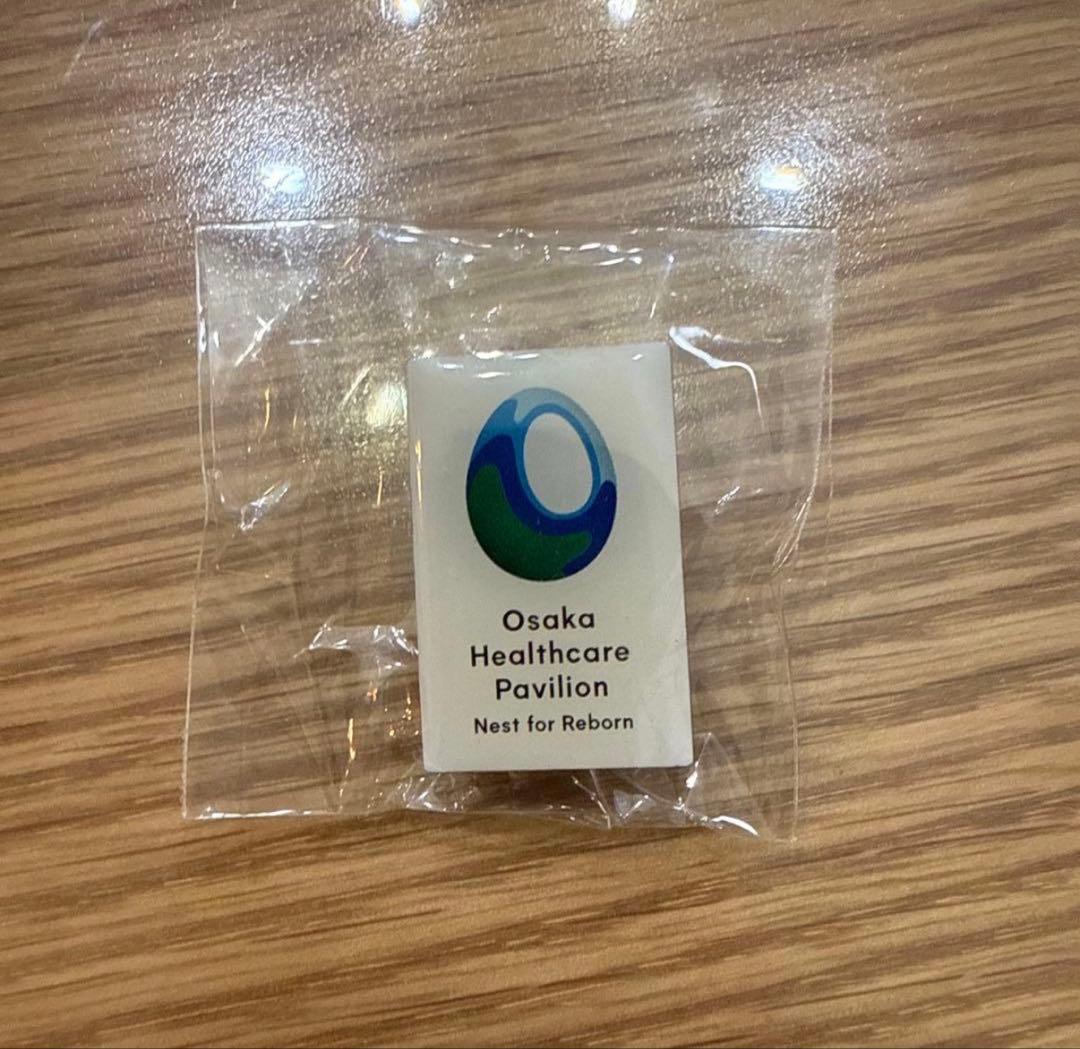 Osaka
Healthcare
Pavilion
Nest for Reborn